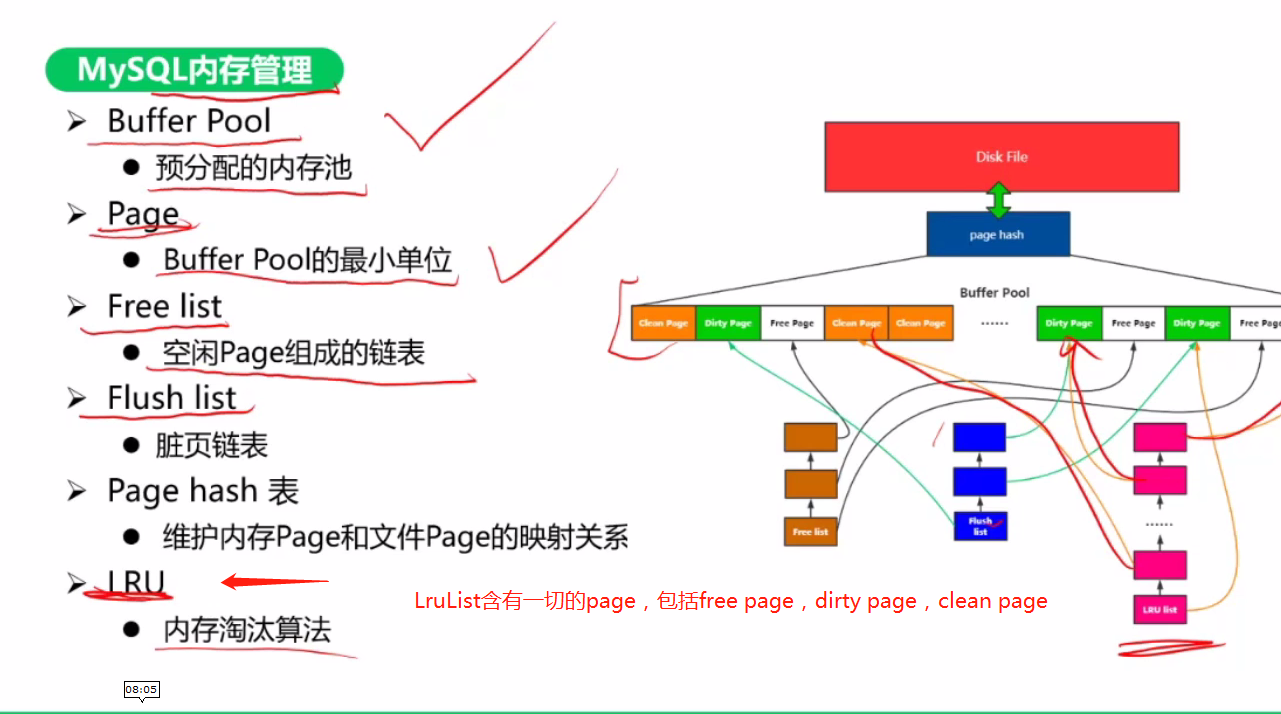 MySQL内存管理
Buffer Pool
预分配的内存池
Page
Buffer Pool的最小单位
Free list
空闲Page组成的链表
Flush list
脏页链表
Page hash 表
维护内存Page和文件Page的映射关系
LRU
内存淘汰算法
Disk File
page hash
Buffer Pool
Clean Page Dirty Page Free Page Clean Page Clean Page ...... Dirty Page Free Page Dirty Page Free Page
Free list
Flush
list
......
LRU list
LruList含有一切的page，包括free page，dirty page，clean page
08:05